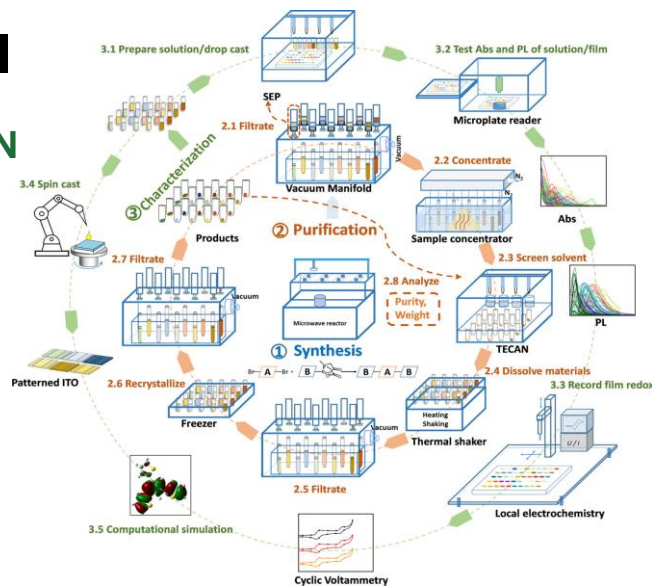 N
3.1 Prepare solution/drop cast
3.2 Test Abs and PL of solution/film
Microplate reader
SEP
2.1 Filtrate
Vacuum
Vacuum Manifold
2.2 Concentrate
N₂
N₂
Sample concentrator
③ Characterization
3.4 Spin cast
Products
② Purification
Abs
2.3 Screen solvent
2.7 Filtrate
Vacuum
2.8 Analyze
Purity,
Weight
TECAN
PL
Microwave reactor
① Synthesis
Br A Br + B B A B
2.4 Dissolve materials
3.3 Record film redox
Patterned ITO
2.6 Recrystallize
Freezer
Vacuum
Heating
Shaking
Thermal shaker
U / I
2.5 Filtrate
Local electrochemistry
3.5 Computational simulation
Cyclic Voltammetry